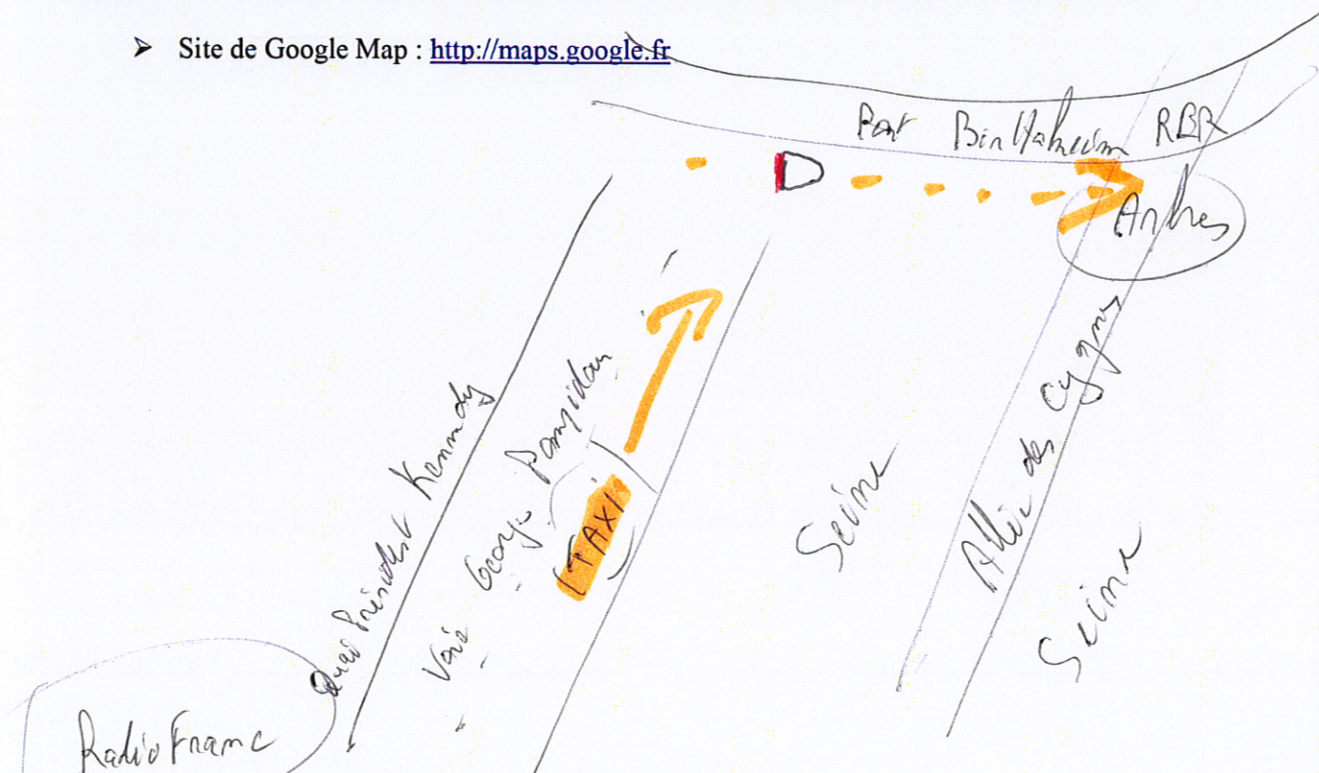 ➢ Site de Google Map : http://maps.google.fr
Pont Bir Hakeim RER
Arbres
Quai Président Kennedy
Voie Georges Pompidou
TAXI
Seine
Allée des Cygnes
Seine
Radio France